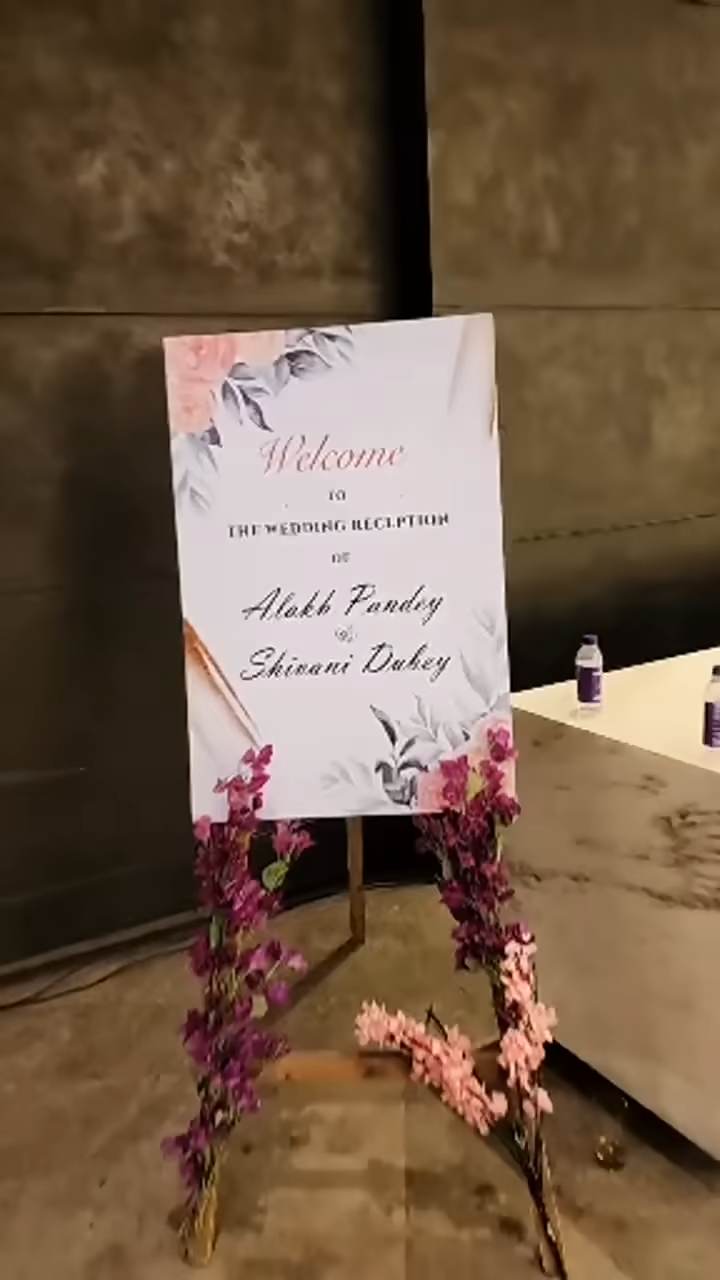 Welcome
TO
THE WEDDING RECEPTION
OF
Alakh Pandey
&
Shivani Dubey